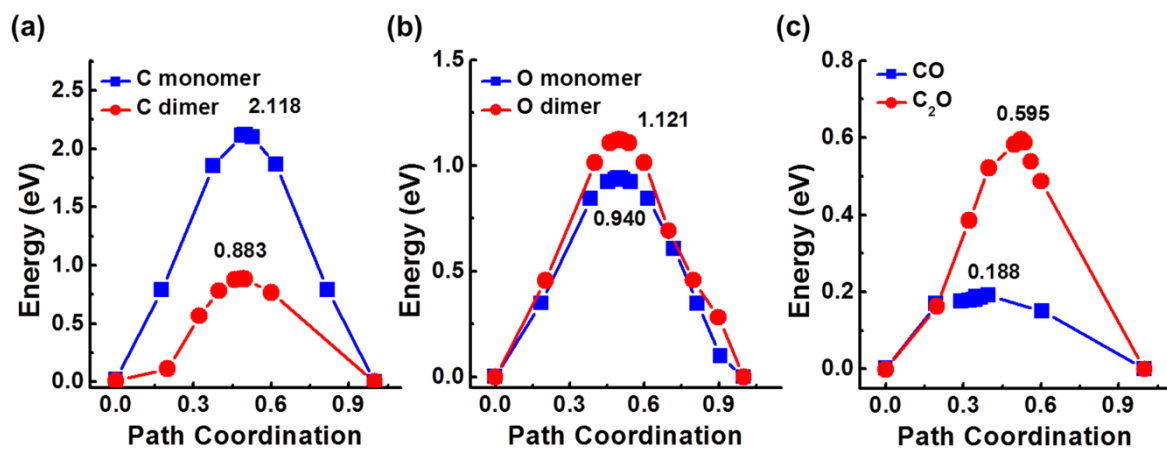 (a)
C monomer
C dimer
2.118
0.883
2.5
2.0
1.5
1.0
0.5
0.0
Energy (eV)
0.0 0.3 0.6 0.9
Path Coordination
(b)
O monomer
O dimer
1.121
0.940
1.5
1.0
0.5
0.0
Energy (eV)
0.0 0.3 0.6 0.9
Path Coordination
(c)
CO
C₂O
0.595
0.188
0.8
0.6
0.4
0.2
0.0
Energy (eV)
0.0 0.3 0.6 0.9
Path Coordination